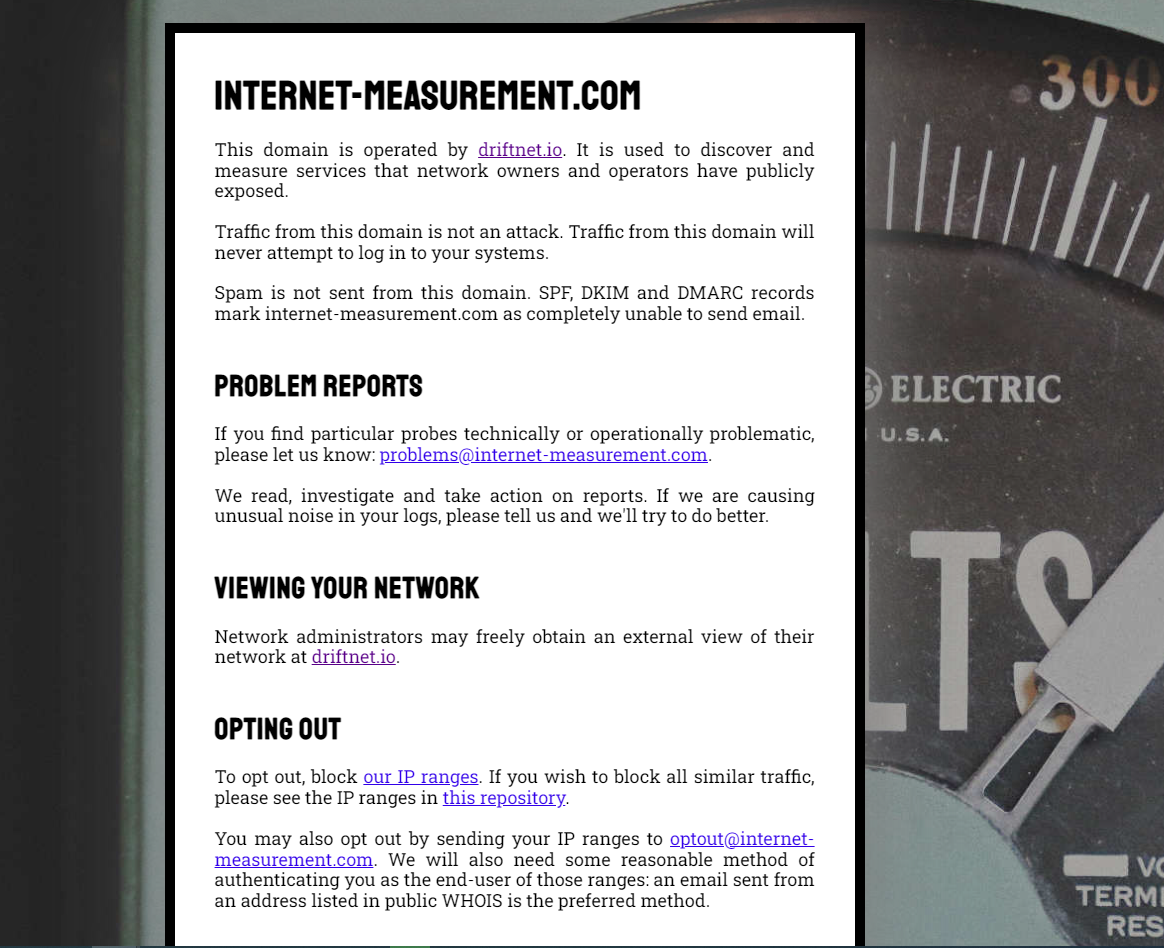 INTERNET-MEASUREMENT.COM
This domain is operated by driftnet.io. It is used to discover and
measure services that network owners and operators have publicly
exposed.
Traffic from this domain is not an attack. Traffic from this domain will
never attempt to log in to your systems.
Spam is not sent from this domain. SPF, DKIM and DMARC records
mark internet-measurement.com as completely unable to send email.
PROBLEM REPORTS
If you find particular probes technically or operationally problematic,
please let us know: problems@internet-measurement.com.
We read, investigate and take action on reports. If we are causing
unusual noise in your logs, please tell us and we'll try to do better.
VIEWING YOUR NETWORK
Network administrators may freely obtain an external view of their
network at driftnet.io.
OPTING OUT
To opt out, block our IP ranges. If you wish to block all similar traffic,
please see the IP ranges in this repository.
You may also opt out by sending your IP ranges to optout@internet-
measurement.com. We will also need some reasonable method of
authenticating you as the end-user of those ranges: an email sent from
an address listed in public WHOIS is the preferred method.
300
ELECTRIC
U.S.A.
LTS